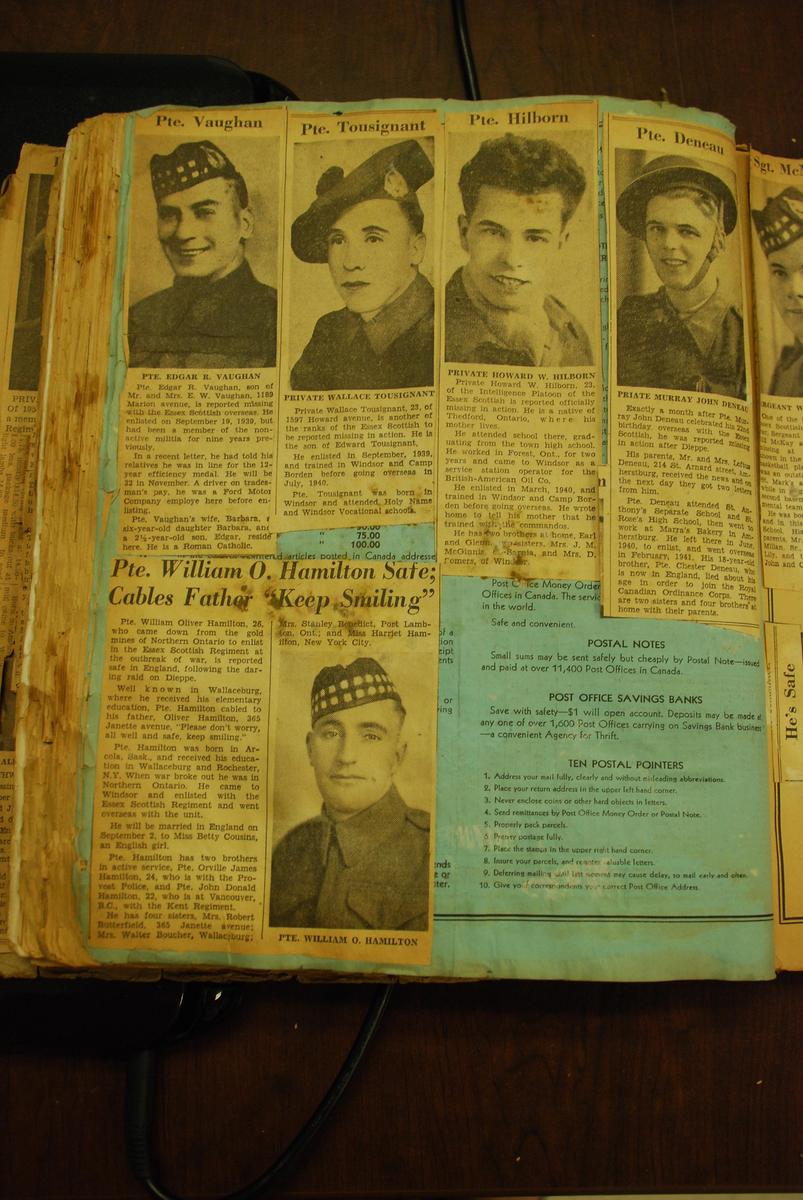 Pte. Vaughan
PTE. EDGAR R. VAUGHAN
Pte. Edgar R. Vaughan, son of
Mr. and Mrs. E. W. Vaughan, 1169
Marion avenue, is reported missing
with the Essex Scottish overseas. He
enlisted on September 19, 1939, but
had been a member of the non-
active militia for nine years pre-
viously.
In a recent letter, he had told his
relatives he was in line for the 12-
year efficiency medal. He will be
22 in November. A driver on trades-
man's pay, he was a Ford Motor
Company employe here before en-
listing.
Pte. Vaughan's wife, Barbara,
six-year-old daughter Barbara, and
a 2½-year-old son, Edgar, reside
here. He is a Roman Catholic.
Pte. Tousignant
PRIVATE WALLACE TOUSIGNANT
Private Wallace Tousignant, 23, of
1597 Howard avenue, is another of
the ranks of the Essex Scottish to
be reported missing in action. He is
the son of Edward Tousignant.
He enlisted in September, 1939,
and trained in Windsor and Camp
Borden before going overseas in
July, 1940.
Pte. Tousignant was born in
Windsor and attended Holy Name
and Windsor Vocational schools.
" 75.00
" 100.00
articles posted in Canada addressed
Pte. Hilborn
PRIVATE HOWARD W. HILBORN
Private Howard W. Hilborn, 23,
of the Intelligence Platoon of the
Essex Scottish is reported officially
missing in action. He is a native of
Thedford, Ontario, where his
mother lives.
He attended school there, grad-
uating from the town high school.
He worked in Forest, Ont., for two
years and came to Windsor as a
service station operator for the
British-American Oil Co.
He enlisted in March, 1940, and
trained in Windsor and Camp Bor-
den before going overseas. He wrote
home to tell his mother that he
trained with the commandos.
He has two brothers at home, Earl
and Glenn, sisters, Mrs. J. M.
McGinnis, Sarnia, and Mrs. D.
Fomers, of Windsor.
Pte. Deneau
PRIATE MURRAY JOHN DENEAU
Exactly a month after Pte. Mur-
ray John Deneau celebrated his 22nd
birthday overseas with the Essex
Scottish, he was reported missing
in action after Dieppe.
His parents, Mr. and Mrs. Loftus
Deneau, 214 St. Arnard street, Am-
herstburg, received the news and on
the next day they got two letters
from him.
Pte. Deneau attended St. An-
thony's Separate School and St.
Rose's High School, then went to
work at Marra's Bakery in Am-
herstburg. He left there in June,
1940, to enlist, and went overseas
in February, 1941. His 18-year-old
brother, Pte. Chester Deneau, who
is now in England, lied about his
age in order to join the Royal
Canadian Ordinance Corps. There
are two sisters and four brothers at
home with their parents.
Pte. William O. Hamilton Safe;
Cables Father "Keep Smiling"
Pte. William Oliver Hamilton, 26,
who came down from the gold
mines of Northern Ontario to enlist
in the Essex Scottish Regiment at
the outbreak of war, is reported
safe in England, following the dar-
ing raid on Dieppe.
Well known in Wallaceburg,
where he received his elementary
education, Pte. Hamilton cabled to
his father, Oliver Hamilton, 365
Janette avenue, "Please don't worry,
all well and safe, keep smiling."
Pte. Hamilton was born in Ar-
cola, Sask., and received his educa-
tion in Wallaceburg and Rochester,
N.Y. When war broke out he was in
Northern Ontario. He came to
Windsor and enlisted with the
Essex Scottish Regiment and went
overseas with the unit.
He will be married in England on
September 2, to Miss Betty Cousins,
an English girl.
Pte. Hamilton has two brothers
in active service, Pte. Orville James
Hamilton, 24, who is with the Pro-
vost Police, and Pte. John Donald
Hamilton, 22, who is at Vancouver,
B.C., with the Kent Regiment.
He has four sisters, Mrs. Robert
Butterfield, 365 Janette avenue;
Mrs. Walter Boucher, Wallaceburg;
Mrs. Stanley Benedict, Port Lamb-
ton, Ont.; and Miss Harriet Ham-
ilton, New York City.
PTE. WILLIAM O. HAMILTON
Post Office Money Order
Offices in Canada. The
in the world.
Safe and convenient.
POSTAL NOTES
Small sums may be sent safely but cheaply by Postal Note—issued
and paid at over 11,400 Post Offices in Canada.
POST OFFICE SAVINGS BANKS
Save with safety—$1 will open account. Deposits may be made at
any one of over 1,600 Post Offices carrying on Savings Bank business
—a convenient Agency for Thrift.
TEN POSTAL POINTERS
1. Address your mail fully, clearly and without misleading abbreviations.
2. Place your return address in the upper left hand corner.
3. Never enclose coins or other hard objects in letters.
4. Send remittances by Post Office Money Order or Postal Note.
5. Properly pack parcels.
6 Prepay postage fully.
7. Place the stamps in the upper right hand corner.
8. Insure your parcels, and register valuable letters.
9. Deferring mailing until last moment may cause delay, so mail early and often.
10. Give your correspondents your correct Post Office Address.
Sgt. McK
He's Safe